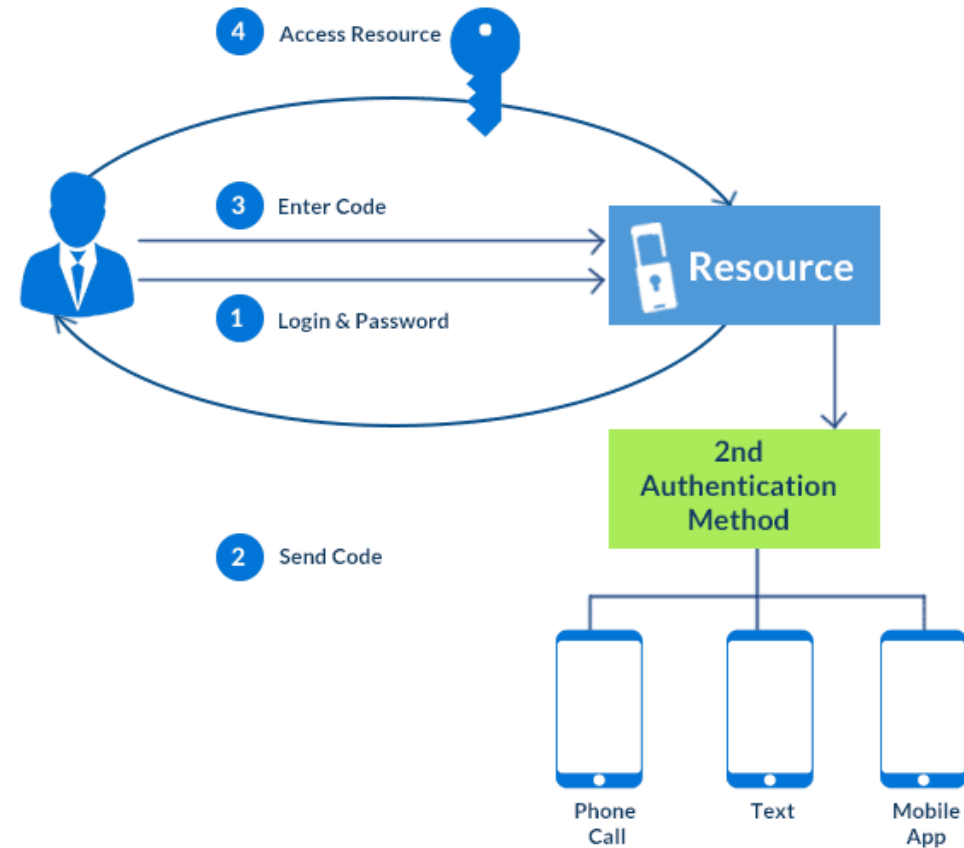 4 Access Resource
3 Enter Code
Resource
1 Login & Password
2nd
Authentication
Method
2 Send Code
Phone
Call
Text
Mobile
App